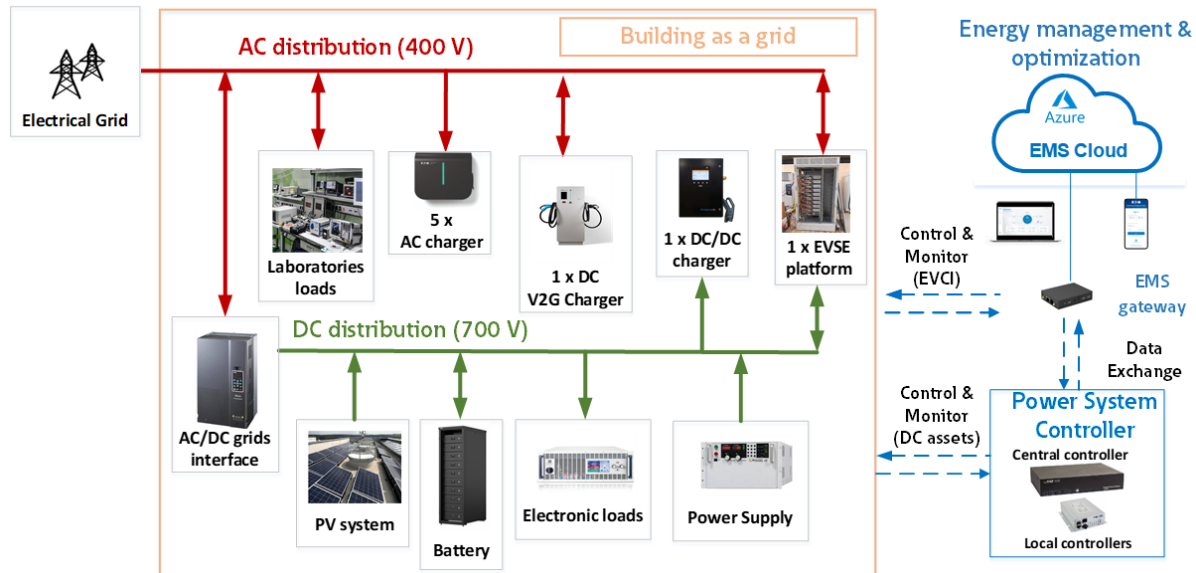 Electrical Grid
AC distribution (400 V)
Building as a grid
Energy management &
optimization
Azure
EMS Cloud
Laboratories
loads
5 x
AC charger
1 x DC
V2G Charger
1 x DC/DC
charger
1 x EVSE
platform
Control &
Monitor
(EVCI)
EMS
gateway
DC distribution (700 V)
Data
Exchange
AC/DC grids
interface
PV system
Battery
Electronic loads
Power Supply
Control &
Monitor
(DC assets)
Power System
Controller
Central controller
Local controllers